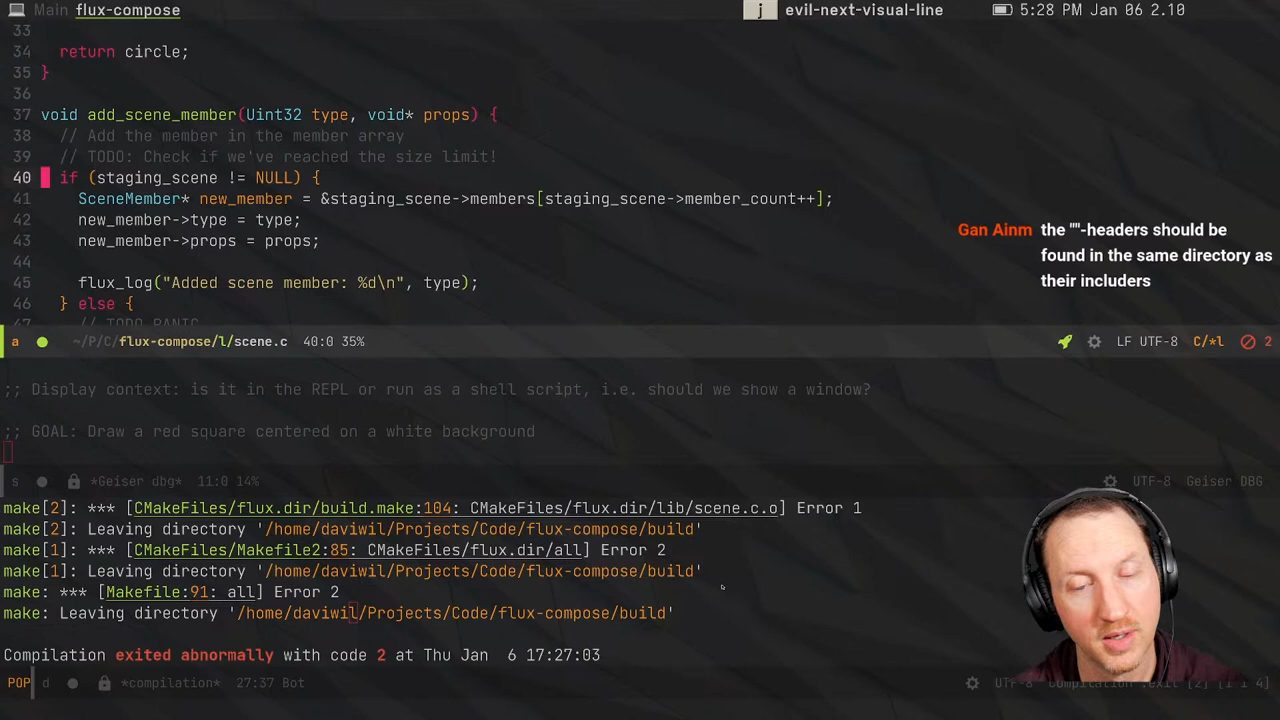 Main flux-compose j evil-next-visual-line 5:28 PM Jan 06 2.10
33
34 return circle;
35 }
36
37 void add_scene_member(Uint32 type, void* props) {
38 // Add the member in the member array
39 // TODO: Check if we've reached the size limit!
40 if (staging_scene != NULL) {
41 SceneMember* new_member = &staging_scene->members[staging_scene->member_count++];
42 new_member->type = type;
43 new_member->props = props;
44
45 flux_log("Added scene member: %d\n", type);
46 } else {
47 // TODO PANIC
Gan Ainm the ""-headers should be
found in the same directory as
their includers
a ~/P/C/flux-compose/l/scene.c 40:0 35% LF UTF-8 C/*l 2
;; Display context: is it in the REPL or run as a shell script, i.e. should we show a window?
;; GOAL: Draw a red square centered on a white background
s *Geiser dbg* 11:0 14% UTF-8 Geiser DBG
make[2]: *** [CMakeFiles/flux.dir/build.make:104: CMakeFiles/flux.dir/lib/scene.c.o] Error 1
make[2]: Leaving directory '/home/daviwil/Projects/Code/flux-compose/build'
make[1]: *** [CMakeFiles/Makefile2:85: CMakeFiles/flux.dir/all] Error 2
make[1]: Leaving directory '/home/daviwil/Projects/Code/flux-compose/build'
make: *** [Makefile:91: all] Error 2
make: Leaving directory '/home/daviwil/Projects/Code/flux-compose/build'
Compilation exited abnormally with code 2 at Thu Jan 6 17:27:03
POP d *compilation* 27:37 Bot UTF-8